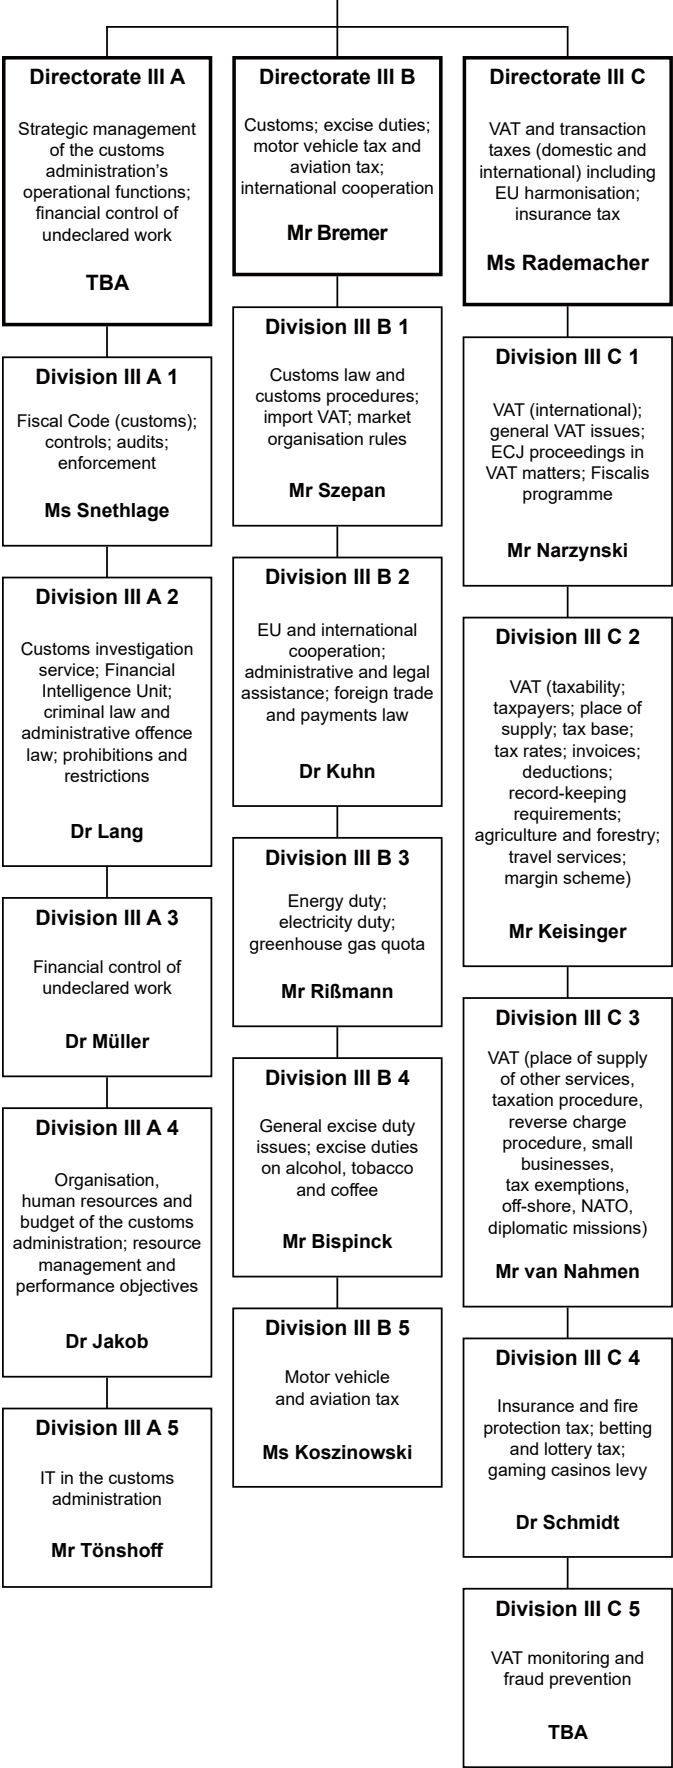 Directorate III A
Strategic management
of the customs
administration’s
operational functions;
financial control of
undeclared work
TBA
Division III A 1
Fiscal Code (customs);
controls; audits;
enforcement
Ms Snethlage
Division III A 2
Customs investigation
service; Financial
Intelligence Unit;
criminal law and
administrative offence
law; prohibitions and
restrictions
Dr Lang
Division III A 3
Financial control of
undeclared work
Dr Müller
Division III A 4
Organisation,
human resources and
budget of the customs
administration; resource
management and
performance objectives
Dr Jakob
Division III A 5
IT in the customs
administration
Mr Tönshoff
Directorate III B
Customs; excise duties;
motor vehicle tax and
aviation tax;
international cooperation
Mr Bremer
Division III B 1
Customs law and
customs procedures;
import VAT; market
organisation rules
Mr Szepan
Division III B 2
EU and international
cooperation;
administrative and legal
assistance; foreign trade
and payments law
Dr Kuhn
Division III B 3
Energy duty;
electricity duty;
greenhouse gas quota
Mr Rißmann
Division III B 4
General excise duty
issues; excise duties
on alcohol, tobacco
and coffee
Mr Bispinck
Division III B 5
Motor vehicle
and aviation tax
Ms Koszinowski
Directorate III C
VAT and transaction
taxes (domestic and
international) including
EU harmonisation;
insurance tax
Ms Rademacher
Division III C 1
VAT (international);
general VAT issues;
ECJ proceedings in
VAT matters; Fiscalis
programme
Mr Narzynski
Division III C 2
VAT (taxability;
taxpayers; place of
supply; tax base;
tax rates; invoices;
deductions;
record-keeping
requirements;
agriculture and forestry;
travel services;
margin scheme)
Mr Keisinger
Division III C 3
VAT (place of supply
of other services,
taxation procedure,
reverse charge
procedure, small
businesses,
tax exemptions,
off-shore, NATO,
diplomatic missions)
Mr van Nahmen
Division III C 4
Insurance and fire
protection tax; betting
and lottery tax;
gaming casinos levy
Dr Schmidt
Division III C 5
VAT monitoring and
fraud prevention
TBA